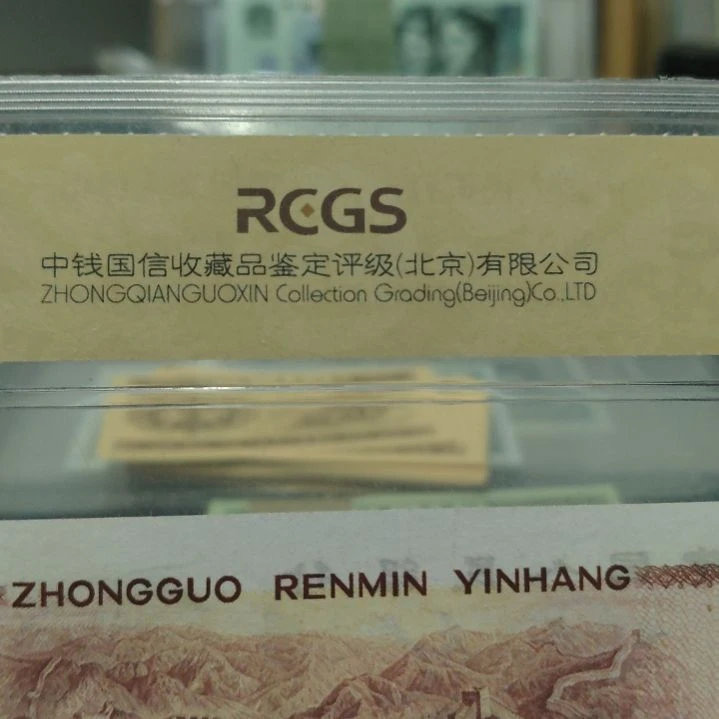 RCGS
中钱国信收藏品鉴定评级(北京)有限公司
ZHONGQIANGUOXIN Collection Grading(Beijing)Co.,LTD
ZHONGGUO RENMIN YINHANG